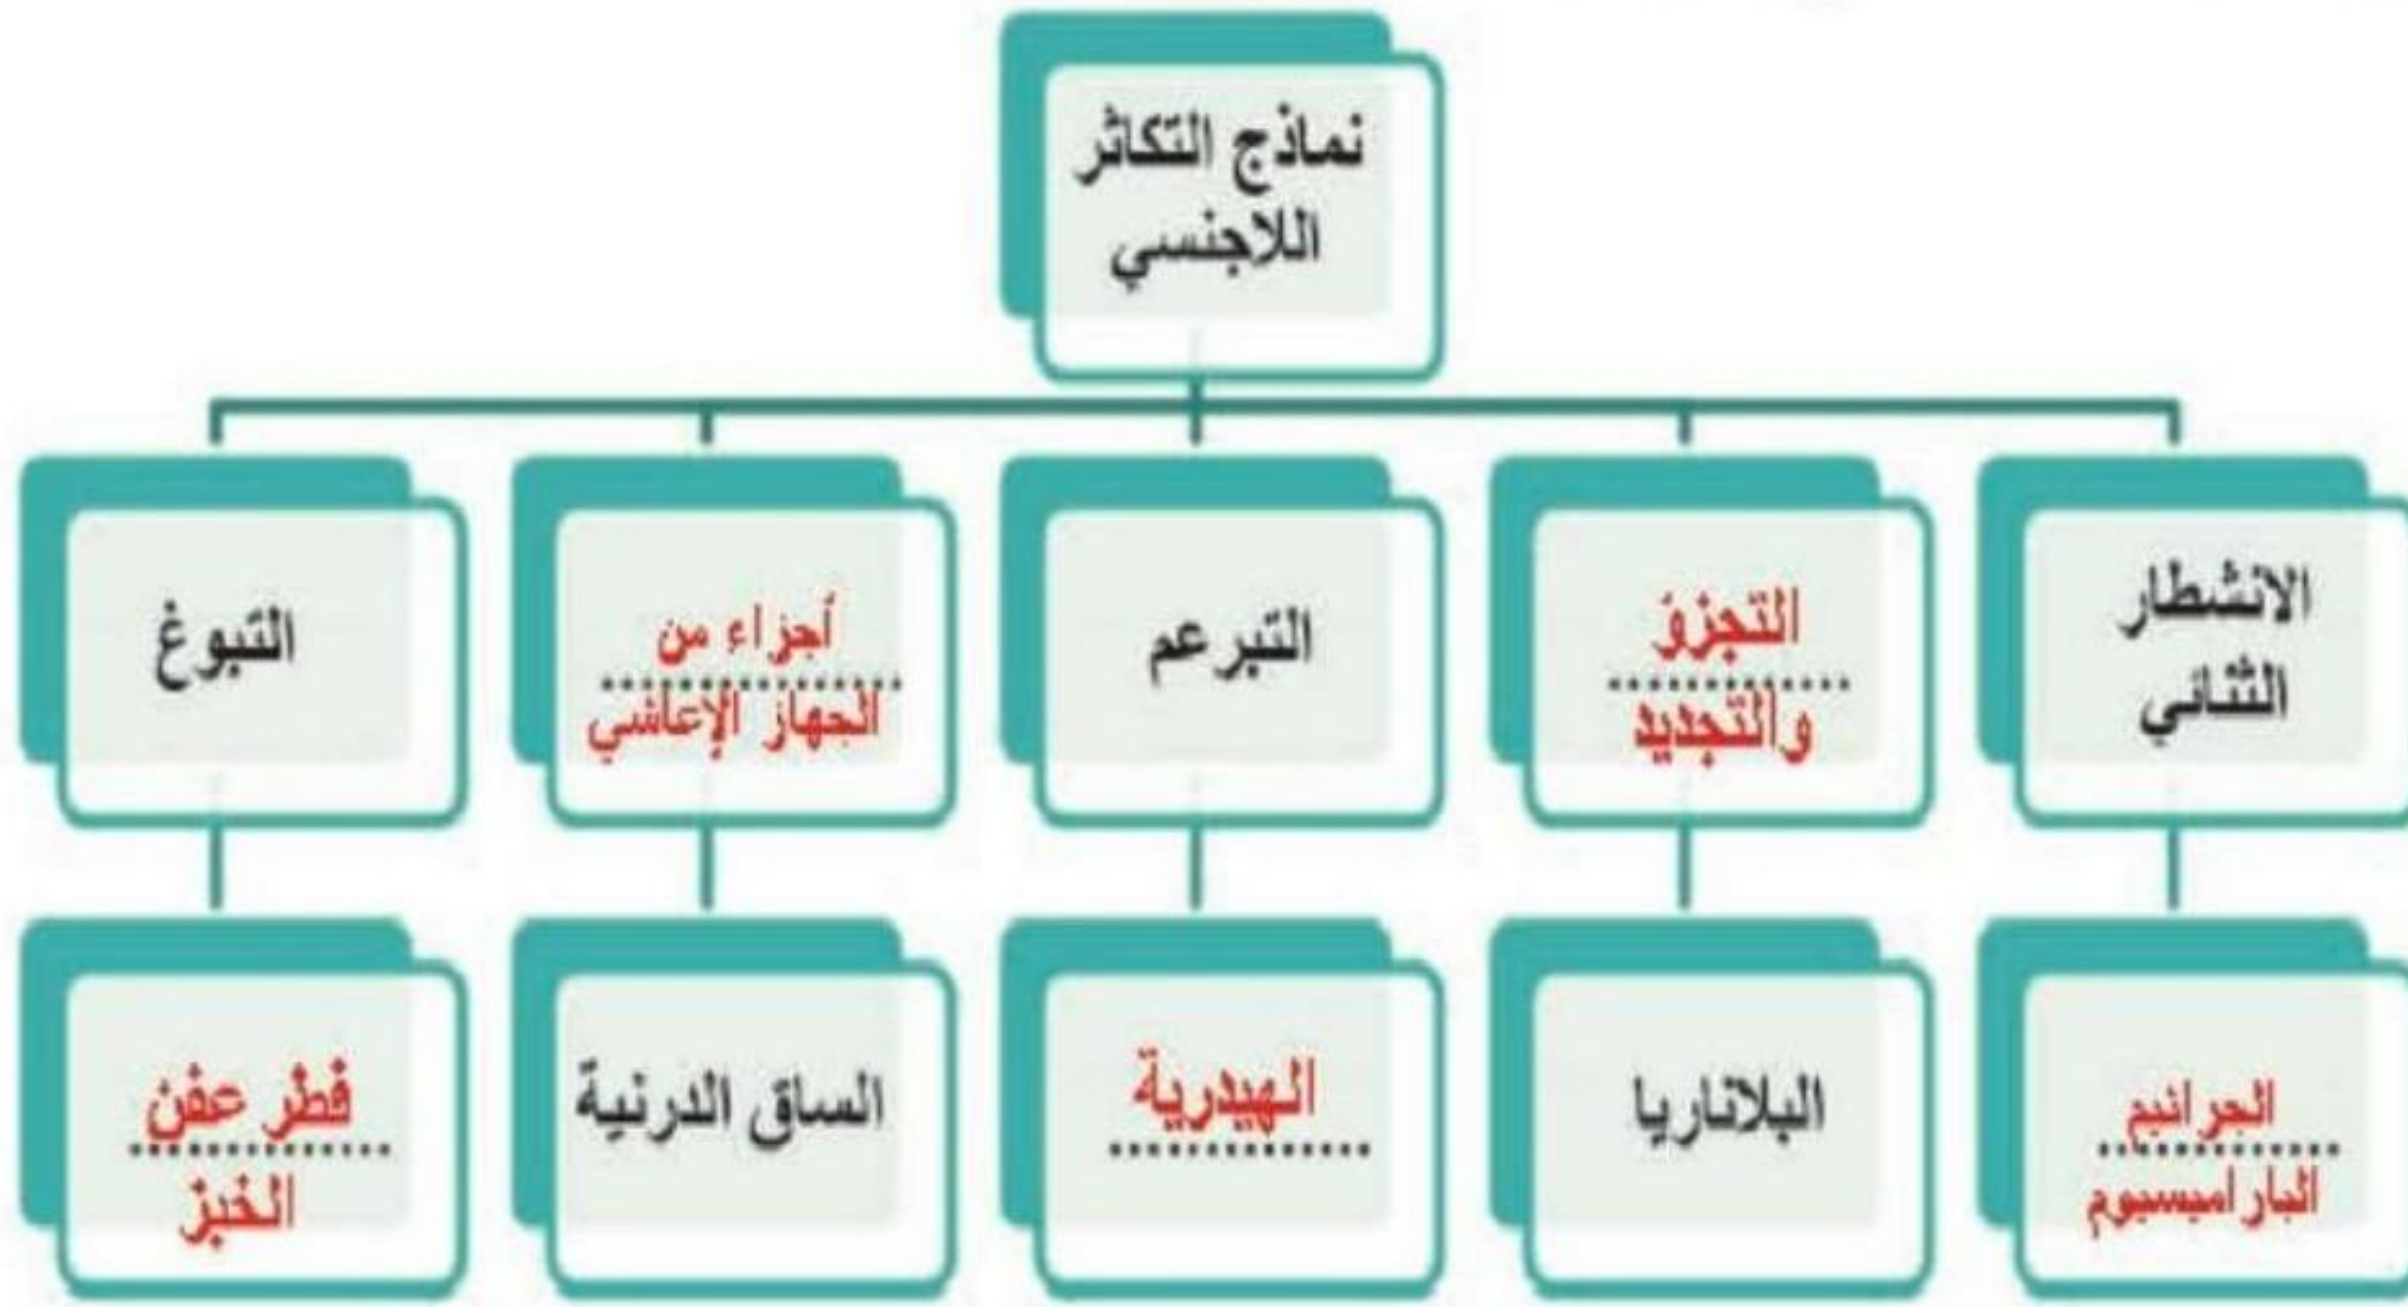 نماذج التكاثر
اللاجنسي
الانشطار
الثنائي
التجزؤ
والتجديد
التبرعم
أجزاء من
الجهاز الإعاشي
التبوغ
الجراثيم
الباراميسيوم
البلاناريا
الهيدرية
الساق الدرنية
فطر عفن
الخبز